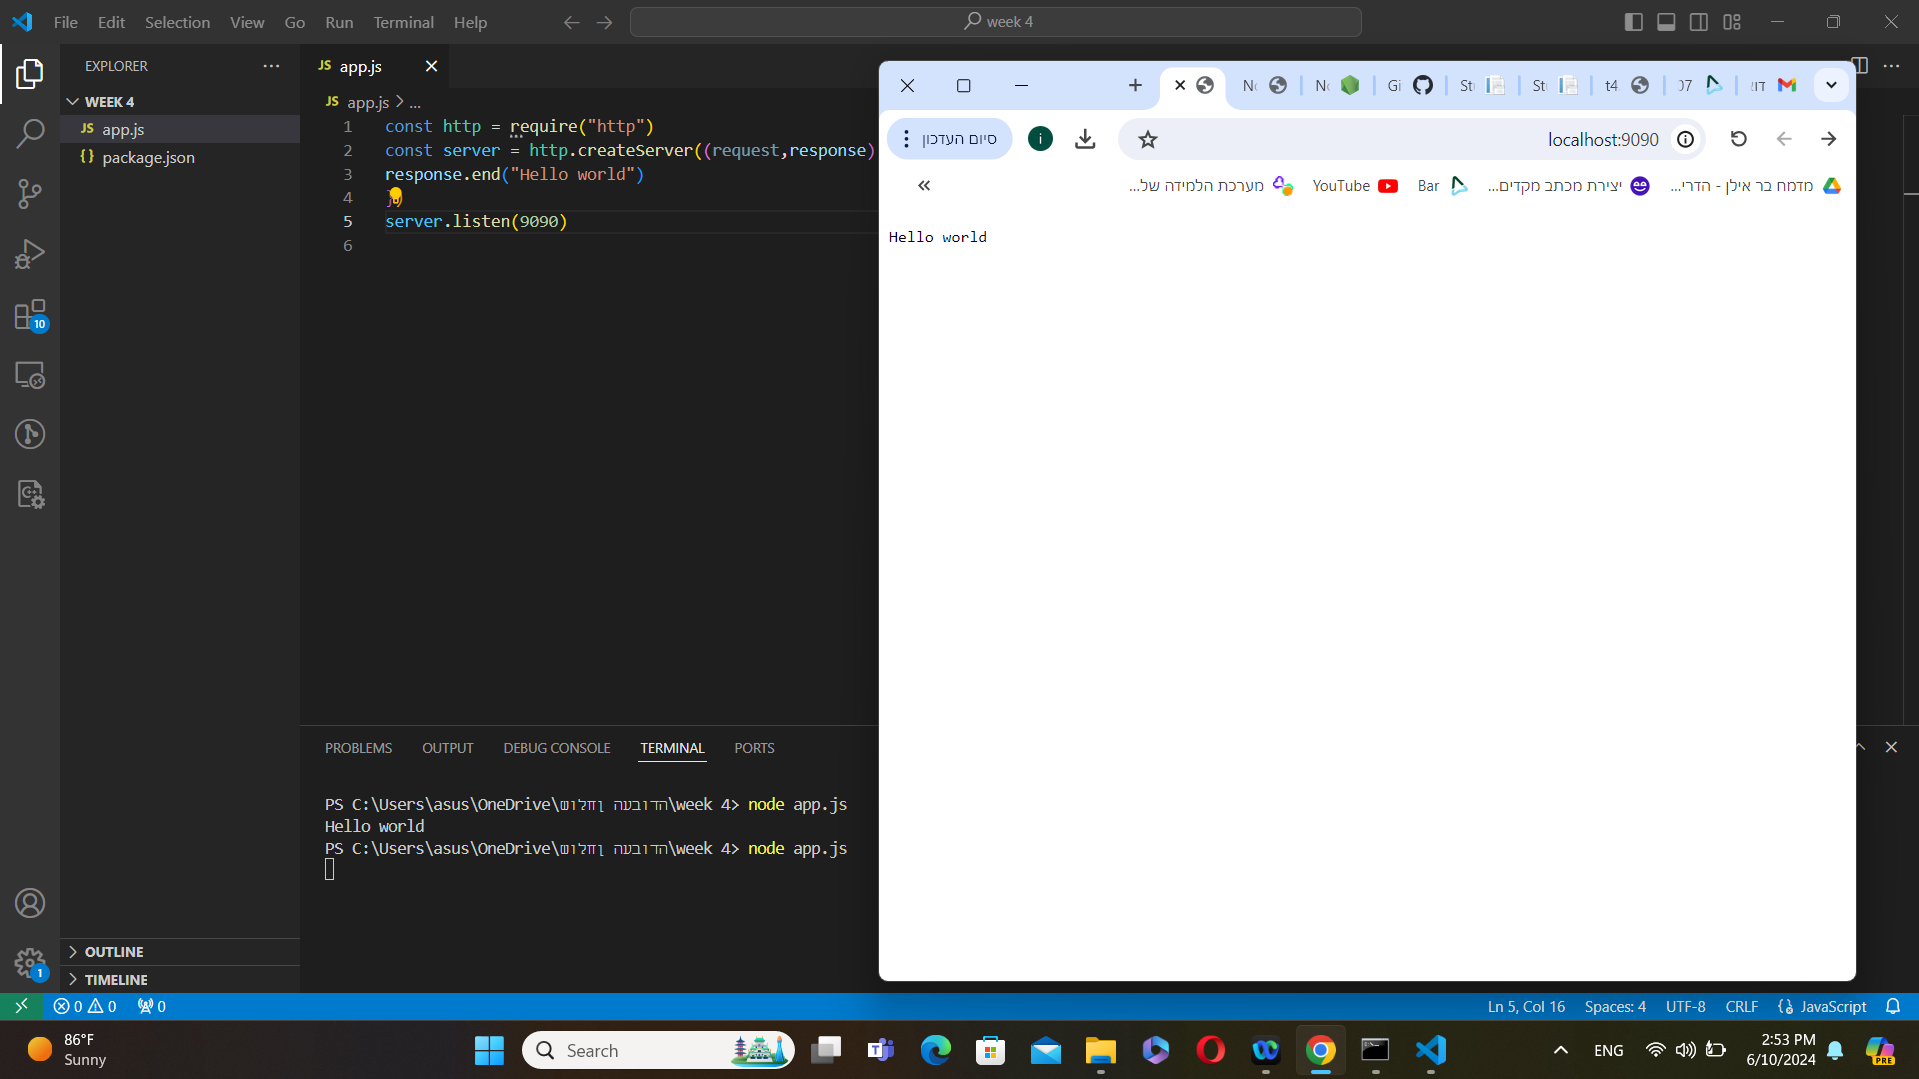 File Edit Selection View Go Run Terminal Help
week 4
EXPLORER
WEEK 4
JS app.js
{} package.json
OUTLINE
TIMELINE
10
1
JS app.js
JS app.js > ...
1 const http = require("http")
2 const server = http.createServer((request,response)
3 response.end("Hello world")
4 })
5 server.listen(9090)
6
PROBLEMS OUTPUT DEBUG CONSOLE TERMINAL PORTS
PS C:\Users\asus\OneDrive\שולחן העבודה\week 4> node app.js
Hello world
PS C:\Users\asus\OneDrive\שולחן העבודה\week 4> node app.js
Gi
t4
סיום העדכון
i
localhost:9090
מדמח בר אילן - הדרי...
יצירת מכתב מקדים...
Bar
YouTube
מערכת הלמידה של...
Hello world
0 0 0
Ln 5, Col 16 Spaces: 4 UTF-8 CRLF {} JavaScript
86°F
Sunny
Search
ENG
2:53 PM
6/10/2024
PRE